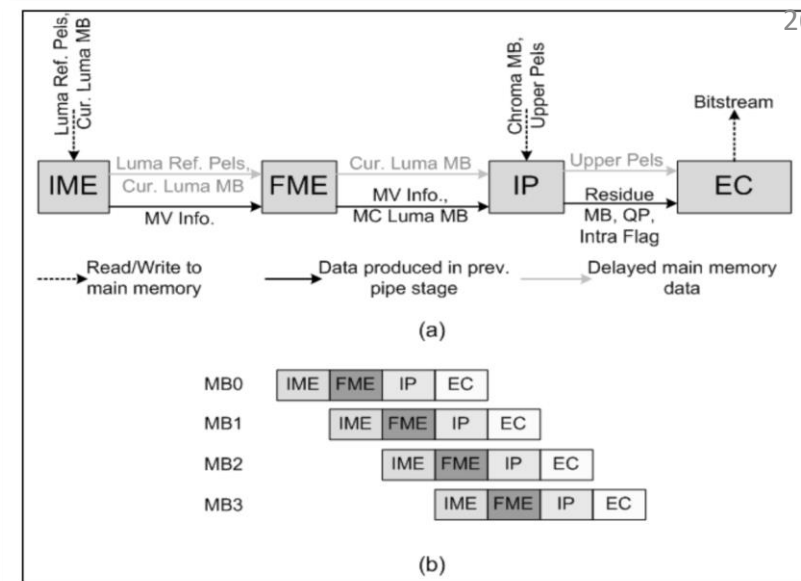 20
Luma Ref. Pels,
Cur. Luma MB
Chroma MB,
Upper Pels
Bitstream
IME
Luma Ref. Pels,
Cur. Luma MB
MV Info.
FME
Cur. Luma MB
MV Info.,
MC Luma MB
IP
Upper Pels
Residue
MB, QP,
Intra Flag
EC
Read/Write to
main memory
Data produced in prev.
pipe stage
Delayed main memory
data
(a)
MB0 IME FME IP EC
MB1 IME FME IP EC
MB2 IME FME IP EC
MB3 IME FME IP EC
(b)